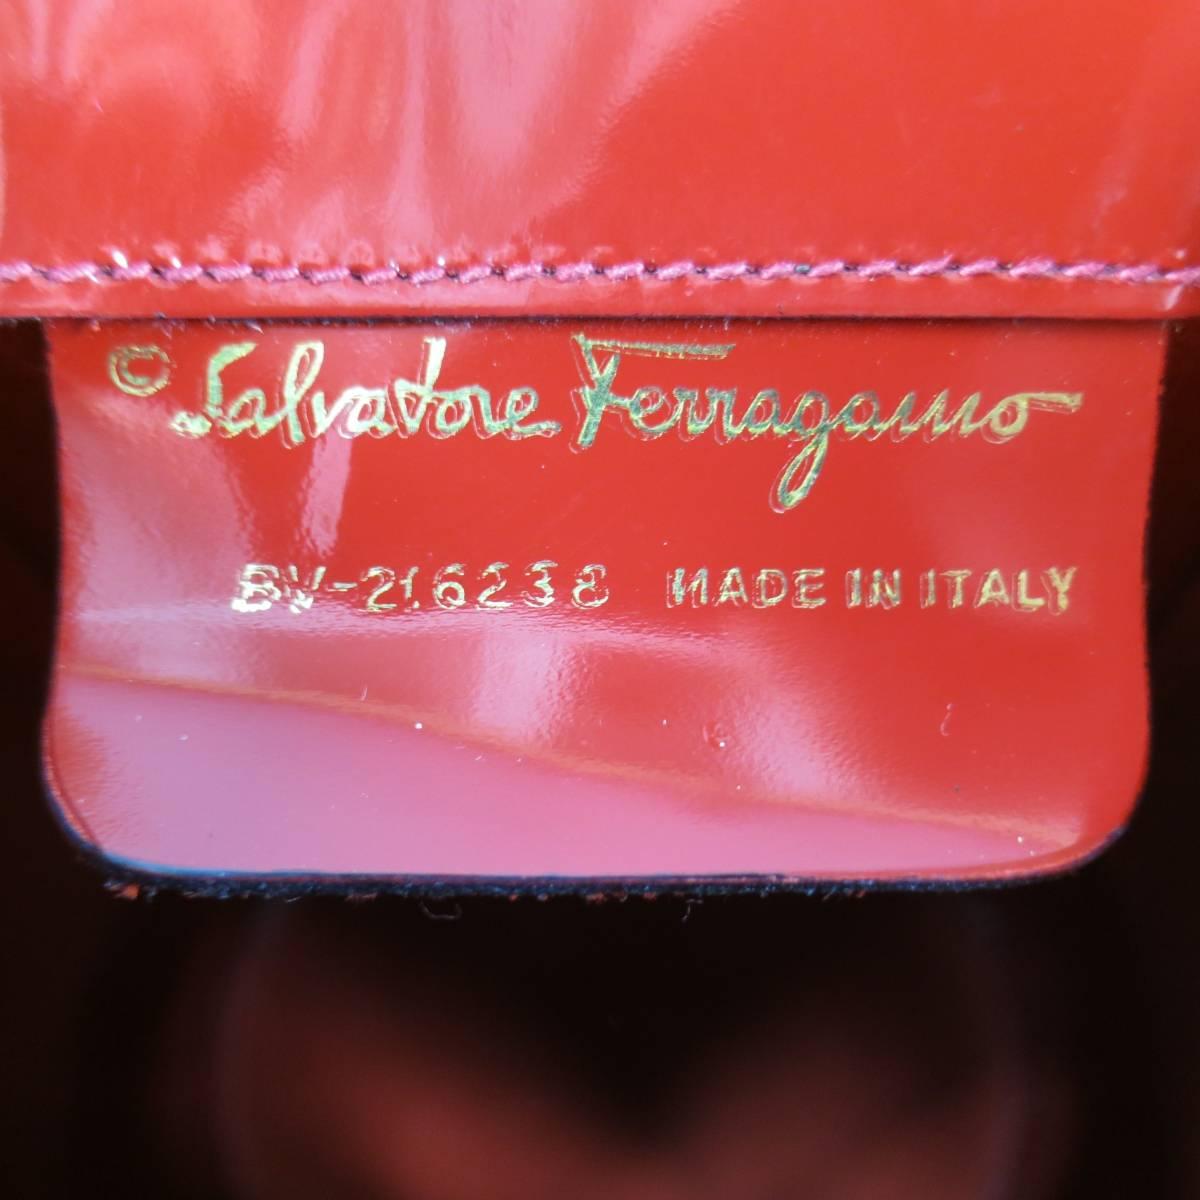 © Salvatore Ferragamo
BV-216238 MADE IN ITALY